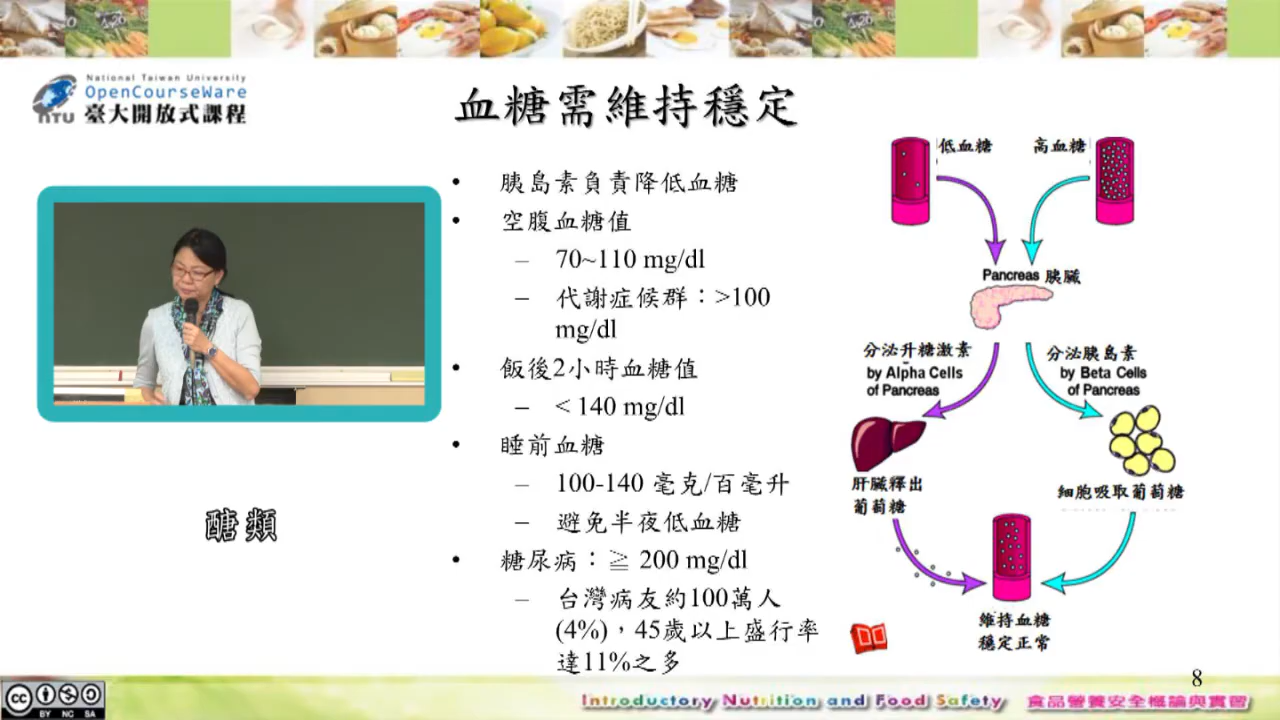 National Taiwan University
OpenCourseWare
NTU 臺大開放式課程
血糖需維持穩定
醣類
• 胰島素負責降低血糖
• 空腹血糖值
– 70~110 mg/dl
– 代謝症候群：>100
mg/dl
• 飯後2小時血糖值
– < 140 mg/dl
• 睡前血糖
– 100-140 毫克/百毫升
– 避免半夜低血糖
• 糖尿病：≧ 200 mg/dl
– 台灣病友約100萬人
(4%)，45歲以上盛行率
達11%之多
低血糖
高血糖
Pancreas 胰臟
分泌升糖激素
by Alpha Cells
of Pancreas
分泌胰島素
by Beta Cells
of Pancreas
肝臟釋出
葡萄糖
細胞吸取葡萄糖
維持血糖
穩定正常
8
cc BY NC SA
Introductory Nutrition and Food Safety 食品營養安全概論與實習